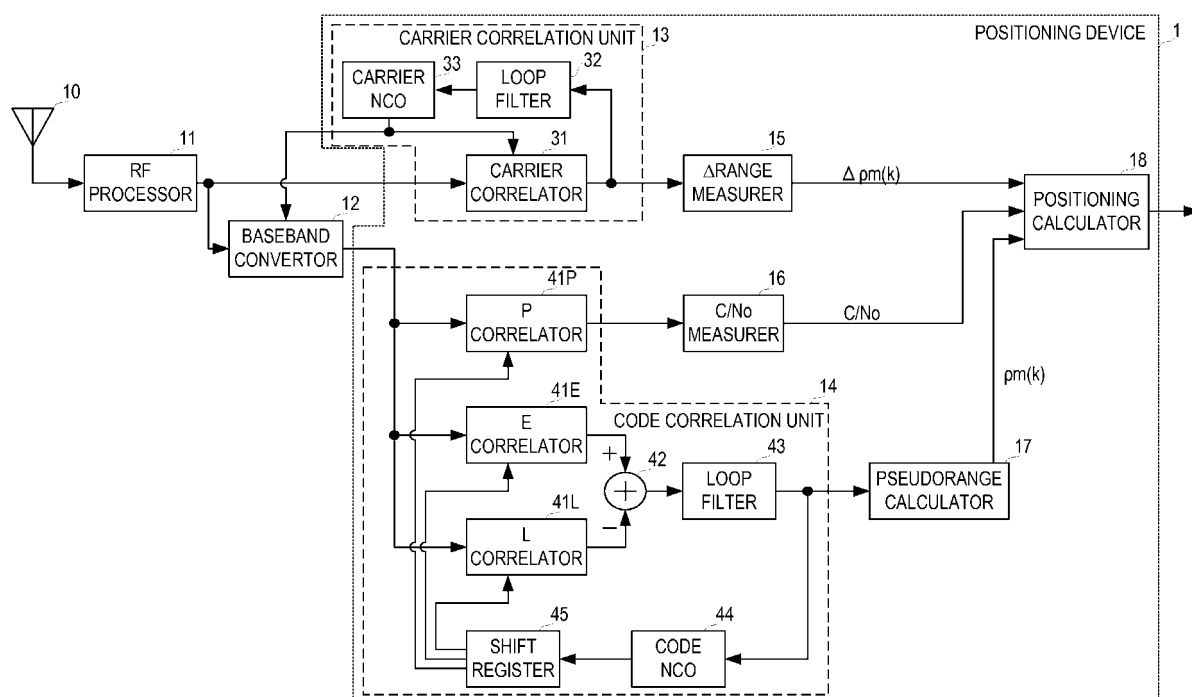 CARRIER CORRELATION UNIT
13
POSITIONING DEVICE
1
10
33
CARRIER
NCO
32
LOOP
FILTER
11
RF
PROCESSOR
31
CARRIER
CORRELATOR
15
ΔRANGE
MEASURER
Δ ρm(k)
18
POSITIONING
CALCULATOR
12
BASEBAND
CONVERTOR
41P
P
CORRELATOR
16
C/No
MEASURER
C/No
ρm(k)
14
CODE CORRELATION UNIT
41E
E
CORRELATOR
+
42
+
−
43
LOOP
FILTER
17
PSEUDORANGE
CALCULATOR
41L
L
CORRELATOR
45
SHIFT
REGISTER
44
CODE
NCO